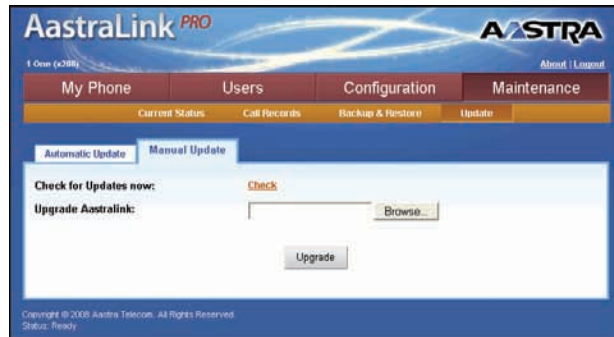 AastraLink PRO
AASTRA
1 One (x200)
About | Logout
My Phone Users Configuration Maintenance
Current Status Call Records Backup & Restore Update
Automatic Update Manual Update
Check for Updates now: Check
Upgrade Aastralink: Browse...
Upgrade
Copyright © 2008 Aastra Telecom. All Rights Reserved
Status: Ready